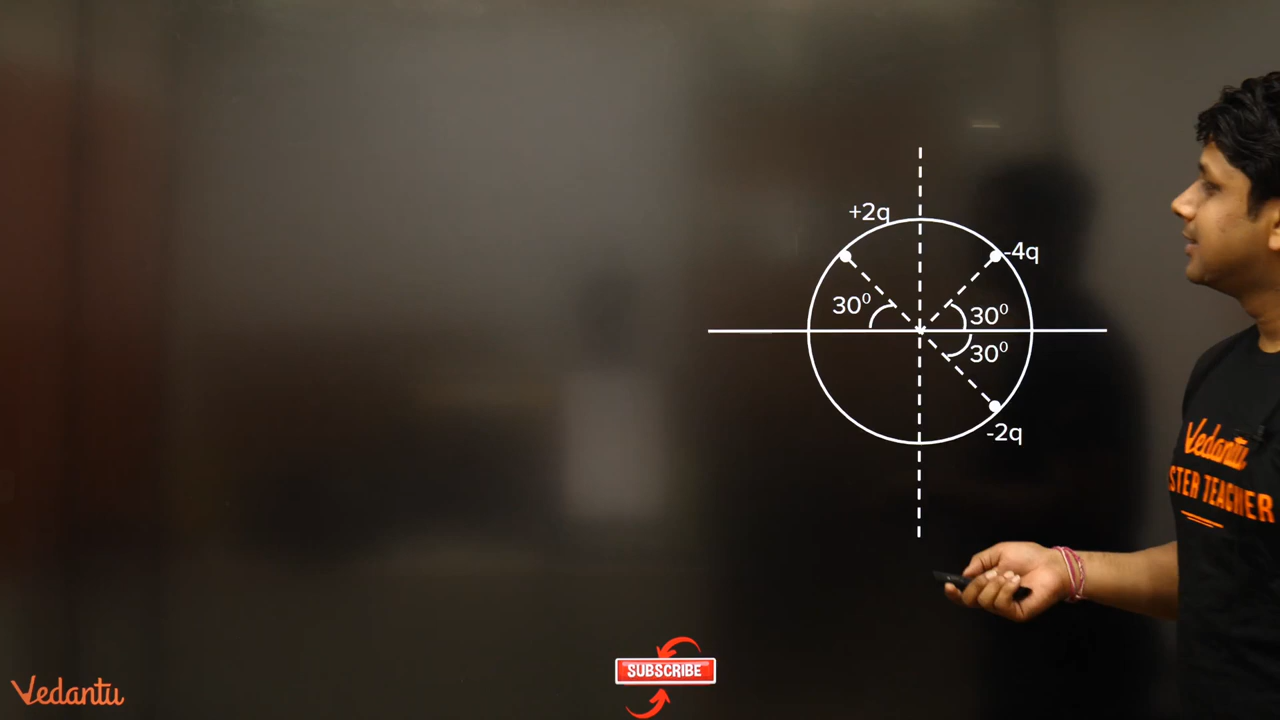 +2q
-4q
30⁰
30⁰
30⁰
-2q
Vedantu
STER TEACHER
SUBSCRIBE
Vedantu